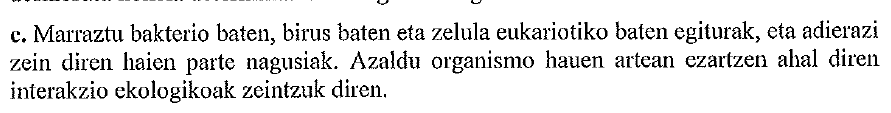 c. Marraztu bakterio baten, birus baten eta zelula eukariotiko baten egiturak, eta adierazi
zein diren haien parte nagusiak. Azaldu organismo hauen artean ezartzen ahal diren
interakzio ekologikoak zeintzuk diren.